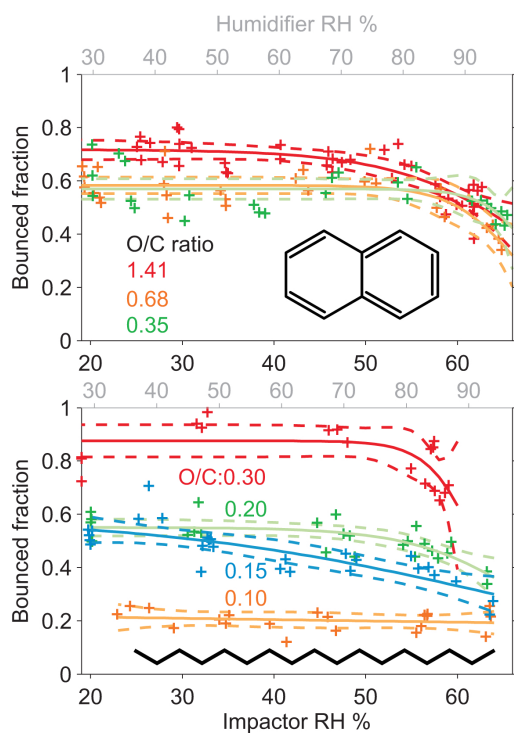 Humidifier RH %
30 40 50 60 70 80 90
1
0.8
0.6
0.4
0.2
0
Bounced fraction
O/C ratio
1.41
0.68
0.35
20 30 40 50 60
30 40 50 60 70 80 90
1
0.8
0.6
0.4
0.2
0
Bounced fraction
O/C:0.30
0.20
0.15
0.10
20 30 40 50 60
Impactor RH %